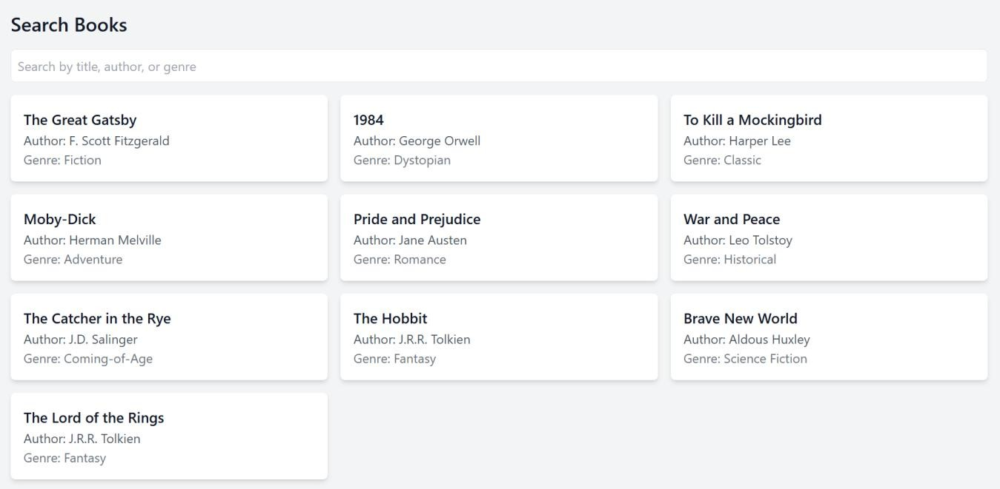 Search Books
Search by title, author, or genre
The Great Gatsby
Author: F. Scott Fitzgerald
Genre: Fiction
1984
Author: George Orwell
Genre: Dystopian
To Kill a Mockingbird
Author: Harper Lee
Genre: Classic
Moby-Dick
Author: Herman Melville
Genre: Adventure
Pride and Prejudice
Author: Jane Austen
Genre: Romance
War and Peace
Author: Leo Tolstoy
Genre: Historical
The Catcher in the Rye
Author: J.D. Salinger
Genre: Coming-of-Age
The Hobbit
Author: J.R.R. Tolkien
Genre: Fantasy
Brave New World
Author: Aldous Huxley
Genre: Science Fiction
The Lord of the Rings
Author: J.R.R. Tolkien
Genre: Fantasy